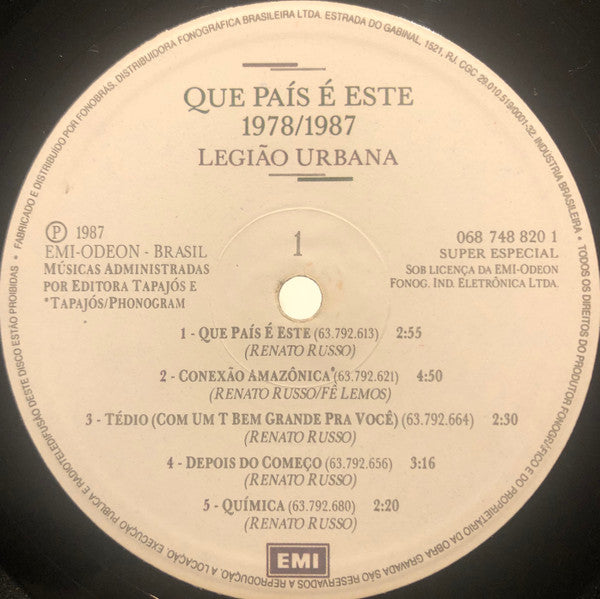 QUE PAÍS É ESTE
1978/1987
LEGIÃO URBANA
Ⓟ 1987
EMI-ODEON - BRASIL
MÚSICAS ADMINISTRADAS
POR EDITORA TAPAJÓS E
*TAPAJÓS/PHONOGRAM
1
068 748 820 1
SUPER ESPECIAL
SOB LICENÇA DA EMI-ODEON
FONOG. IND. ELETRÔNICA LTDA.
1 - QUE PAÍS É ESTE (63.792.613) 2:55
(RENATO RUSSO)
2 - CONEXÃO AMAZÔNICA*(63.792.621) 4:50
(RENATO RUSSO/FÊ LEMOS)
3 - TÉDIO (COM UM T BEM GRANDE PRA VOCÊ) (63.792.664) 2:30
(RENATO RUSSO)
4 - DEPOIS DO COMEÇO (63.792.656) 3:16
(RENATO RUSSO)
5 - QUÍMICA (63.792.680) 2:20
(RENATO RUSSO)
EMI
• FABRICADO E DISTRIBUIDO POR FONOBRAS. DISTRIBUIDORA FONOGRÁFICA BRASILEIRA LTDA. ESTRADA DO GABINAL, 1521, RJ. CGC 29.010.519/0001-32. INDÚSTRIA BRASILEIRA. • TODOS OS DIREITOS DO PRODUTOR FONOGRÁFICO E DO PROPRIETÁRIO DA OBRA GRAVADA SÃO RESERVADOS A REPRODUÇÃO, A LOCAÇÃO, EXECUÇÃO PUBLICA E RADIOTELEDIFUSÃO DESTE DISCO ESTÃO PROIBIDAS